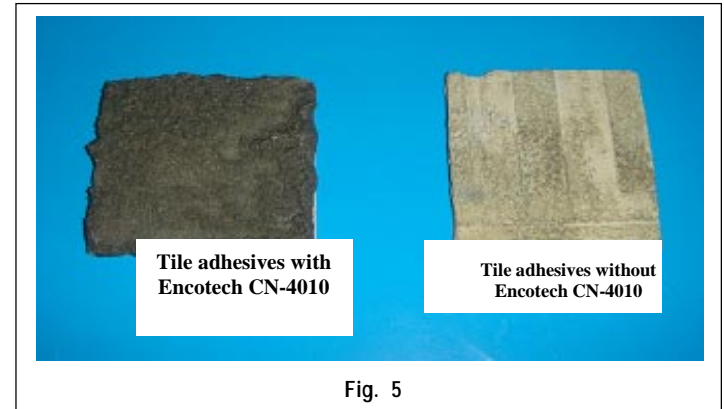 Tile adhesives with
Encotech CN-4010
Tile adhesives without
Encotech CN-4010
Fig. 5